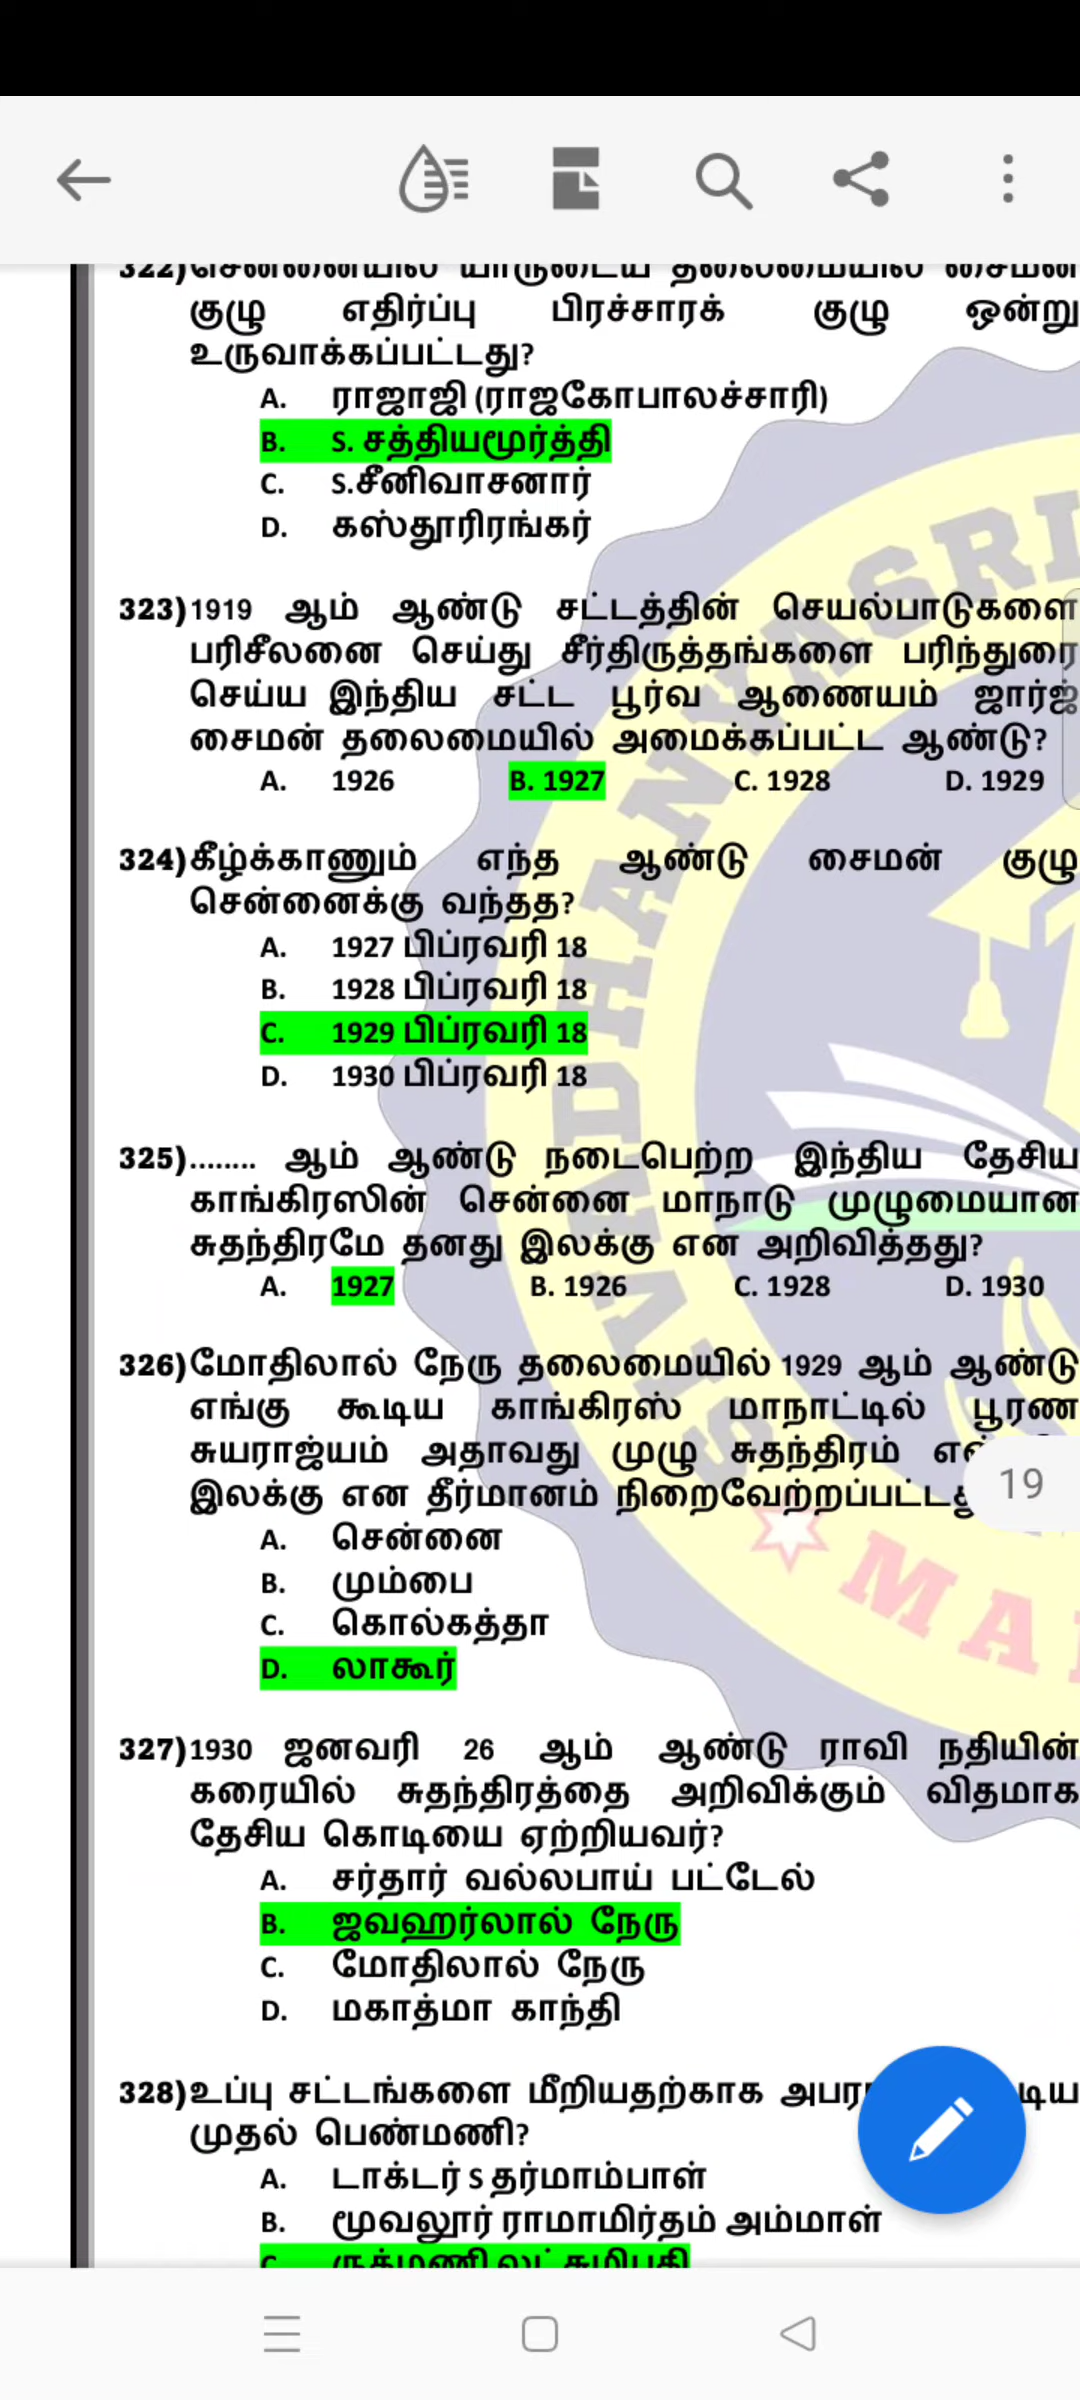 322) சென்னையில் யாருடைய தலைமையில் சைமன்
குழு எதிர்ப்பு பிரச்சாரக் குழு ஒன்று
உருவாக்கப்பட்டது?
A. ராஜாஜி (ராஜகோபாலச்சாரி)
B. S. சத்தியமூர்த்தி
C. S.சீனிவாசனார்
D. கஸ்தூரிரங்கர்
323) 1919 ஆம் ஆண்டு சட்டத்தின் செயல்பாடுகளை
பரிசீலனை செய்து சீர்திருத்தங்களை பரிந்துரை
செய்ய இந்திய சட்ட பூர்வ ஆணையம் ஜார்ஜ்
சைமன் தலைமையில் அமைக்கப்பட்ட ஆண்டு?
A. 1926 B. 1927 C. 1928 D. 1929
324) கீழ்க்காணும் எந்த ஆண்டு சைமன் குழு
சென்னைக்கு வந்தத?
A. 1927 பிப்ரவரி 18
B. 1928 பிப்ரவரி 18
C. 1929 பிப்ரவரி 18
D. 1930 பிப்ரவரி 18
325) ........ ஆம் ஆண்டு நடைபெற்ற இந்திய தேசிய
காங்கிரஸின் சென்னை மாநாடு முழுமையான
சுதந்திரமே தனது இலக்கு என அறிவித்தது?
A. 1927 B. 1926 C. 1928 D. 1930
326) மோதிலால் நேரு தலைமையில் 1929 ஆம் ஆண்டு
எங்கு கூடிய காங்கிரஸ் மாநாட்டில் பூரண
சுயராஜ்யம் அதாவது முழு சுதந்திரம்
இலக்கு என தீர்மானம்
19
A. சென்னை
B. மும்பை
C. கொல்கத்தா
D. லாகூர்
327) 1930 ஜனவரி 26 ஆம் ஆண்டு ராவி நதியின்
கரையில் சுதந்திரத்தை அறிவிக்கும் விதமாக
தேசிய கொடியை ஏற்றியவர்?
A. சர்தார் வல்லபாய் பட்டேல்
B. ஜவஹர்லால் நேரு
C. மோதிலால் நேரு
D. மகாத்மா காந்தி
328) உப்பு சட்டங்களை மீறியதற்காக
முதல் பெண்மணி?
A. டாக்டர் S தர்மாம்பாள்
B. மூவலூர் ராமாமிர்தம் அம்மாள்
C. ருக்மணி லட்சுமிபதி